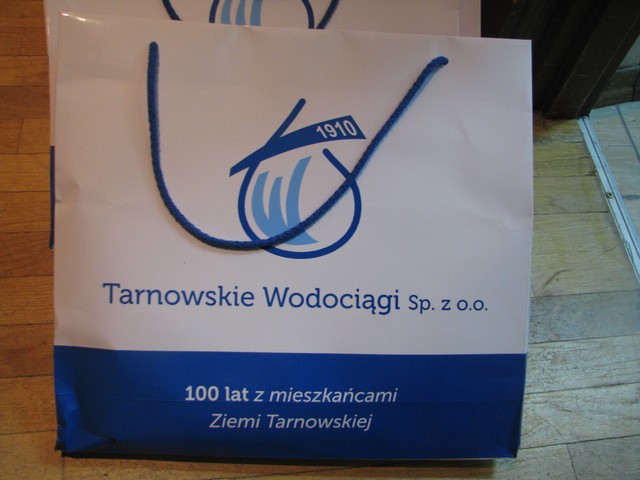 1910
Tarnowskie Wodociągi Sp. z o.o.
100 lat z mieszkańcami
Ziemi Tarnowskiej